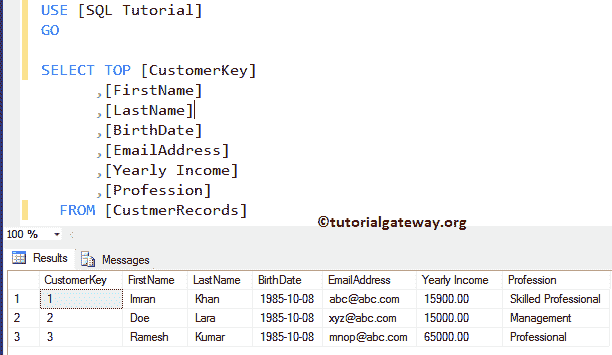 USE [SQL Tutorial]
GO
SELECT TOP [CustomerKey]
,[FirstName]
,[LastName]
,[BirthDate]
,[EmailAddress]
,[Yearly Income]
,[Profession]
FROM [CustmerRecords]
©tutorialgateway.org
100 %
Results Messages
CustomerKey FirstName LastName BirthDate EmailAddress Yearly Income Profession
1 1 Imran Khan 1985-10-08 abc@abc.com 15900.00 Skilled Professional
2 2 Doe Lara 1985-10-08 xyz@abc.com 15000.00 Management
3 3 Ramesh Kumar 1985-10-08 mnop@abc.com 65000.00 Professional